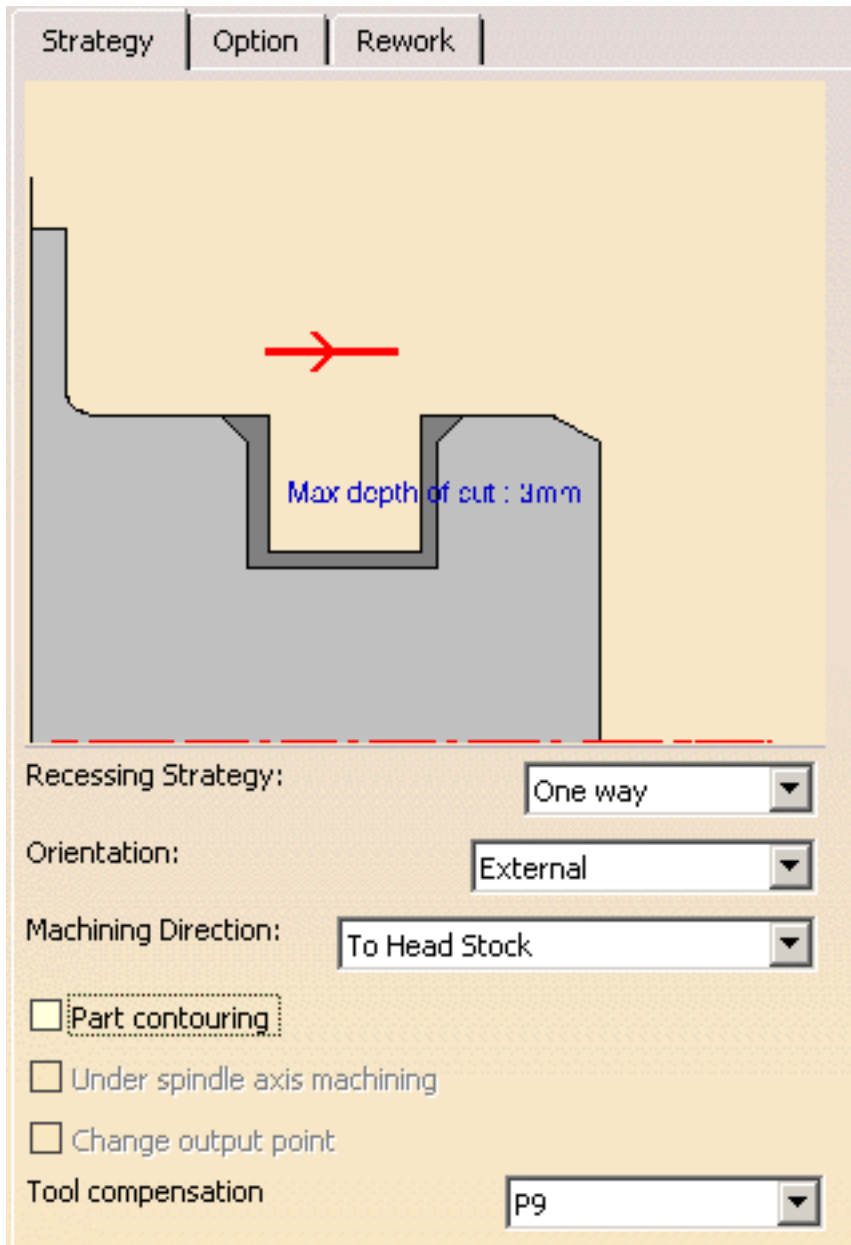 Strategy Option Rework
Max depth of cut : 3mm
Recessing Strategy: One way
Orientation: External
Machining Direction: To Head Stock
Part contouring
Under spindle axis machining
Change output point
Tool compensation P9